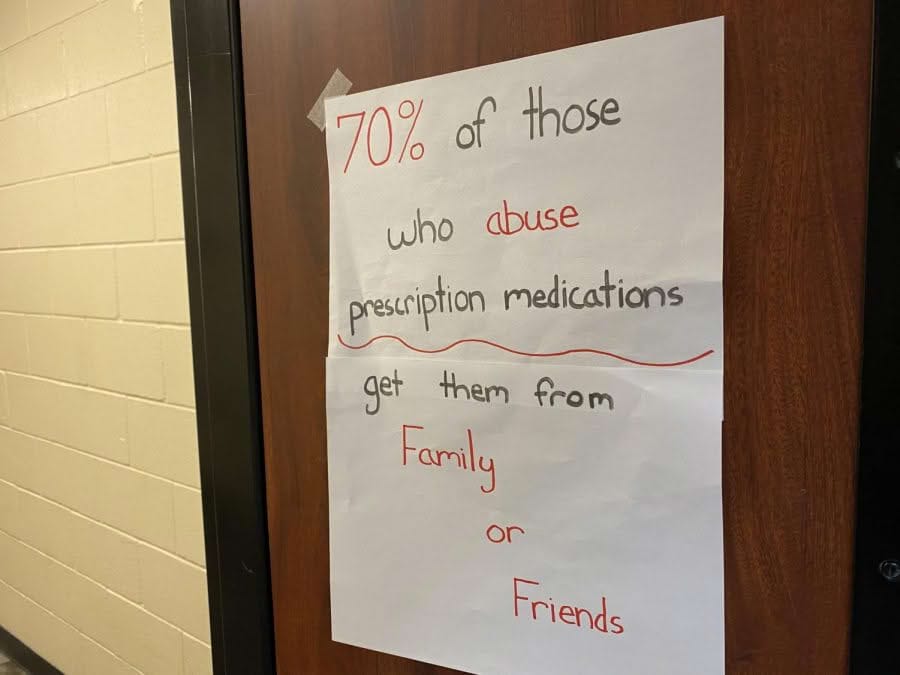 70% of those
who abuse
prescription medications
get them from
Family
or
Friends